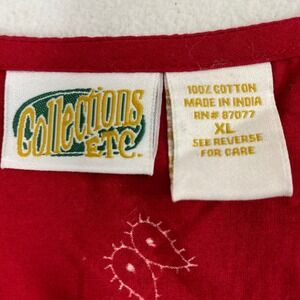 Collections
ETC.
100% COTTON
MADE IN INDIA
RN# 87077
XL
SEE REVERSE
FOR CARE